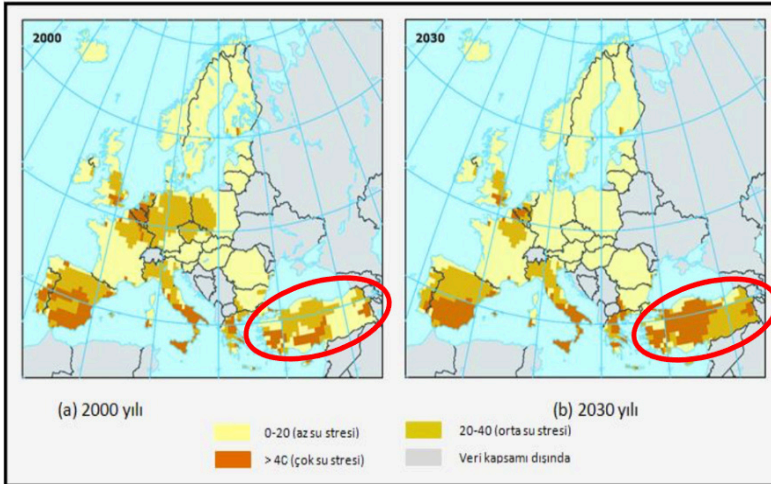 2000
2030
(a) 2000 yılı
(b) 2030 yılı
0-20 (az su stresi)
20-40 (orta su stresi)
> 40 (çok su stresi)
Veri kapsamı dışında